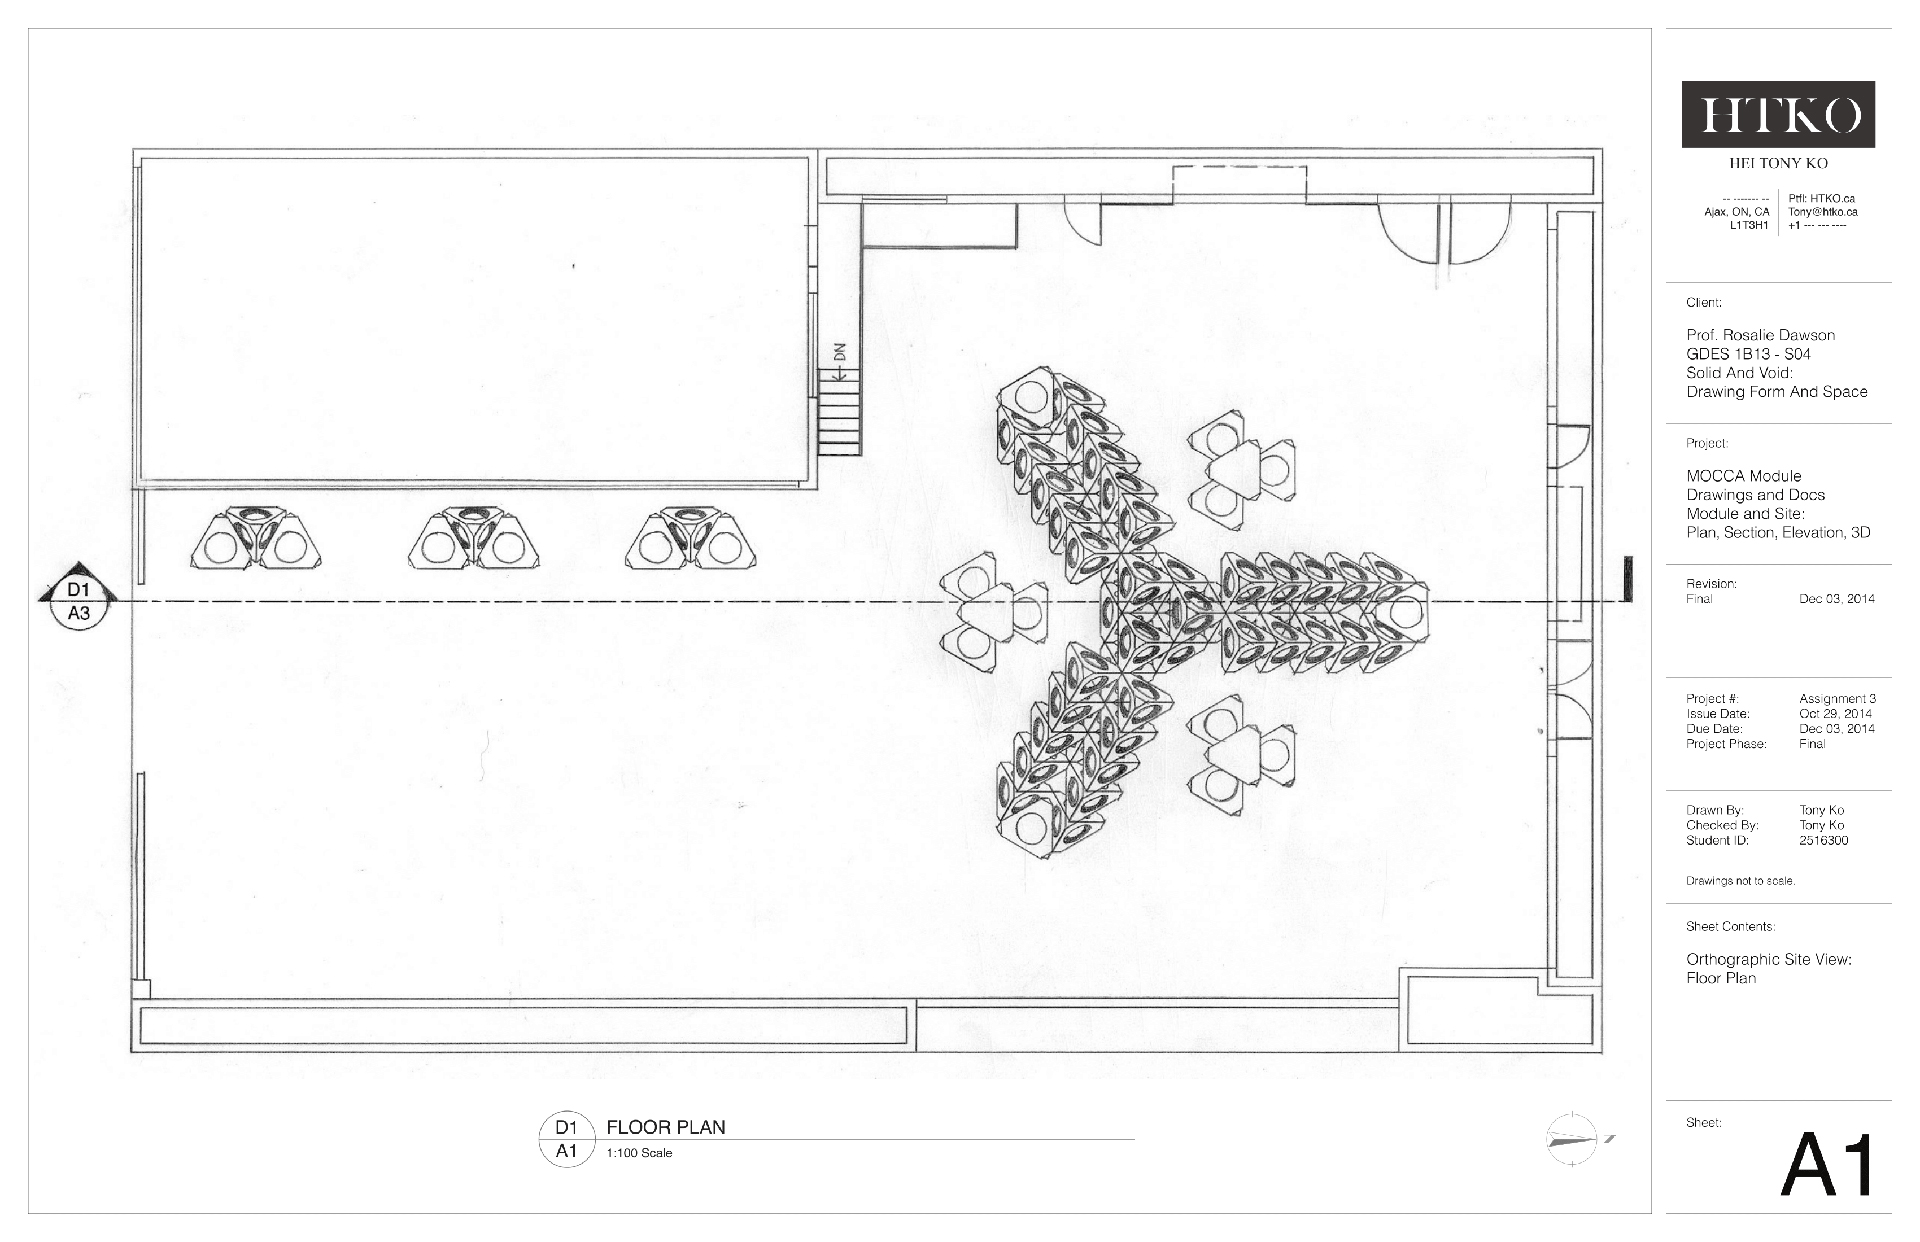 DN
D1
A3
D1
A1
FLOOR PLAN
1:100 Scale
Z
HTKO
HEI TONY KO
-- ------- --
Ajax, ON, CA
L1T3H1
Ptfl: HTKO.ca
Tony@htko.ca
+1 --- --- ----
Client:
Prof. Rosalie Dawson
GDES 1B13 - S04
Solid And Void:
Drawing Form And Space
Project:
MOCCA Module
Drawings and Docs
Module and Site:
Plan, Section, Elevation, 3D
Revision:
Final Dec 03, 2014
Project #: Assignment 3
Issue Date: Oct 29, 2014
Due Date: Dec 03, 2014
Project Phase: Final
Drawn By: Tony Ko
Checked By: Tony Ko
Student ID: 2516300
Drawings not to scale.
Sheet Contents:
Orthographic Site View:
Floor Plan
Sheet:
A1